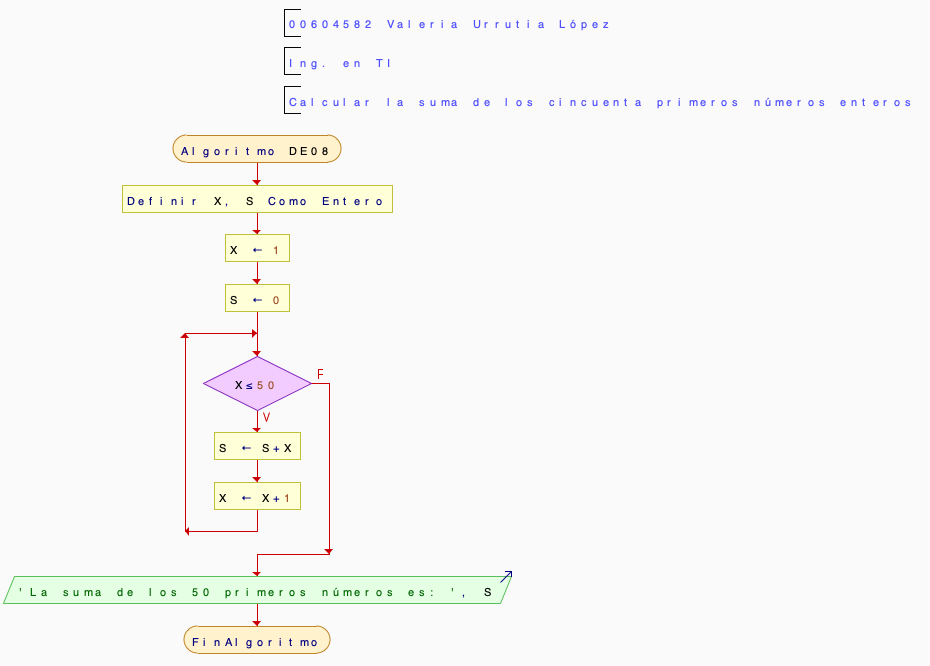 00604582 Valeria Urrutia López
Ing. en TI
Calcular la suma de los cincuenta primeros números enteros
Algoritmo DE08
Definir X, S Como Entero
X ← 1
S ← 0
X≤50
F
V
S ← S+X
X ← X+1
'La suma de los 50 primeros números es: ', S
FinAlgoritmo